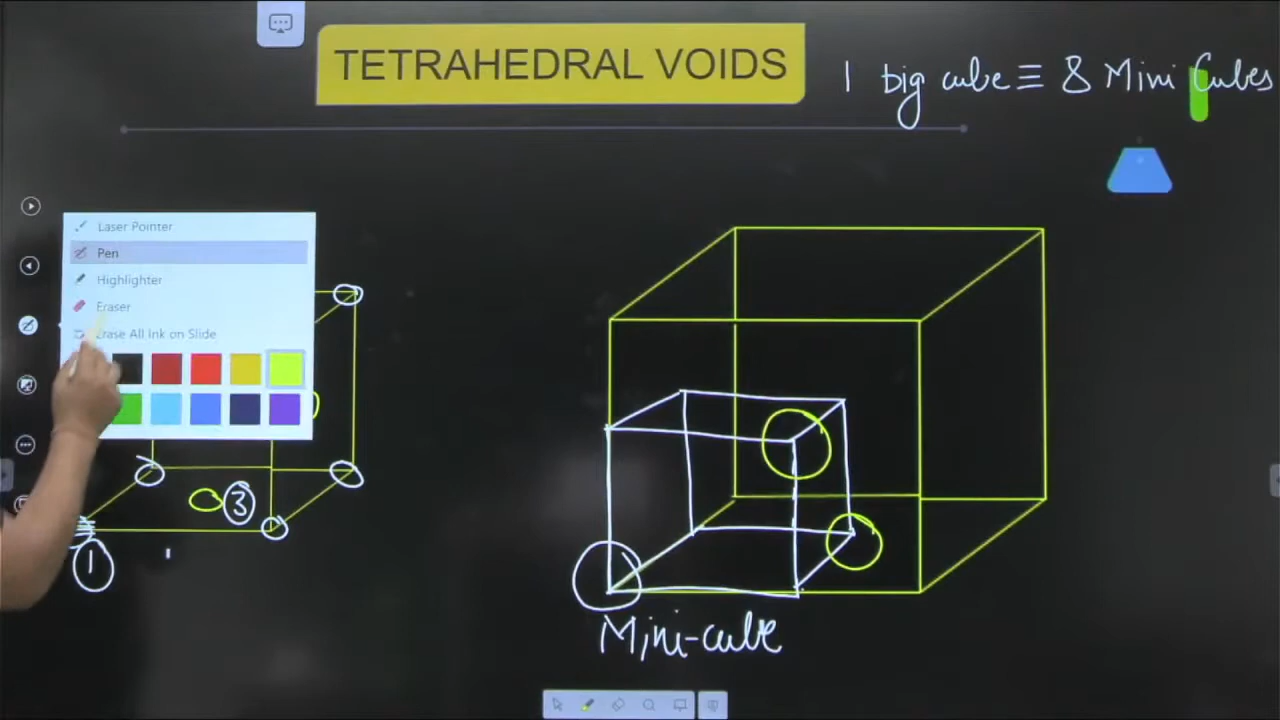 TETRAHEDRAL VOIDS
1 big cube ≡ 8 Mini Cubes
Laser Pointer
Pen
Highlighter
Eraser
Erase All Ink on Slide
3
1
Mini-cube